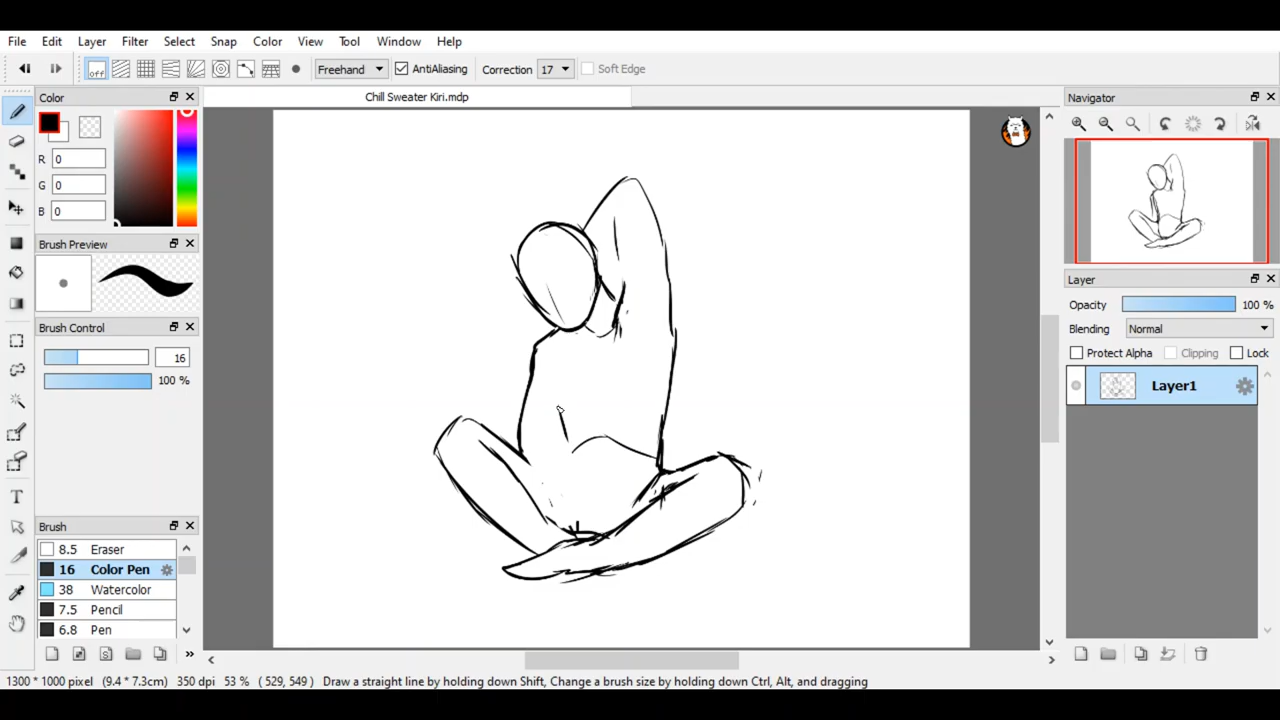 File Edit Layer Filter Select Snap Color View Tool Window Help
off Freehand AntiAliasing Correction 17 Soft Edge
Color
Chill Sweater Kiri.mdp
Navigator
R 0
G 0
B 0
Brush Preview
Layer
Opacity 100 %
Brush Control
Blending Normal
16
Protect Alpha Clipping Lock
100 %
Layer1
Brush
8.5 Eraser
16 Color Pen
38 Watercolor
7.5 Pencil
6.8 Pen
1300 * 1000 pixel (9.4 * 7.3cm) 350 dpi 53 % ( 529, 549 ) Draw a straight line by holding down Shift, Change a brush size by holding down Ctrl, Alt, and dragging